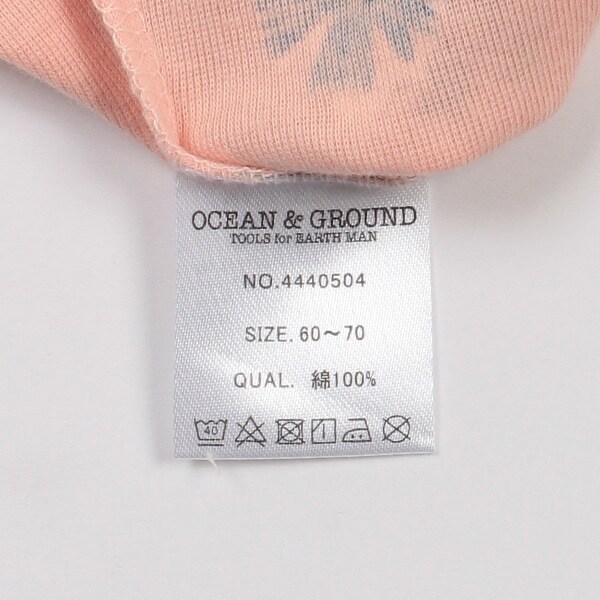 OCEAN & GROUND
TOOLS for EARTH MAN
NO.4440504
SIZE. 60～70
QUAL. 綿100%
40